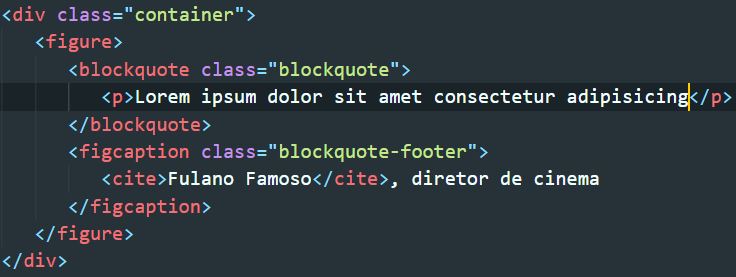 <div class="container">
<figure>
<blockquote class="blockquote">
<p>Lorem ipsum dolor sit amet consectetur adipisicing</p>
</blockquote>
<figcaption class="blockquote-footer">
<cite>Fulano Famoso</cite>, diretor de cinema
</figcaption>
</figure>
</div>